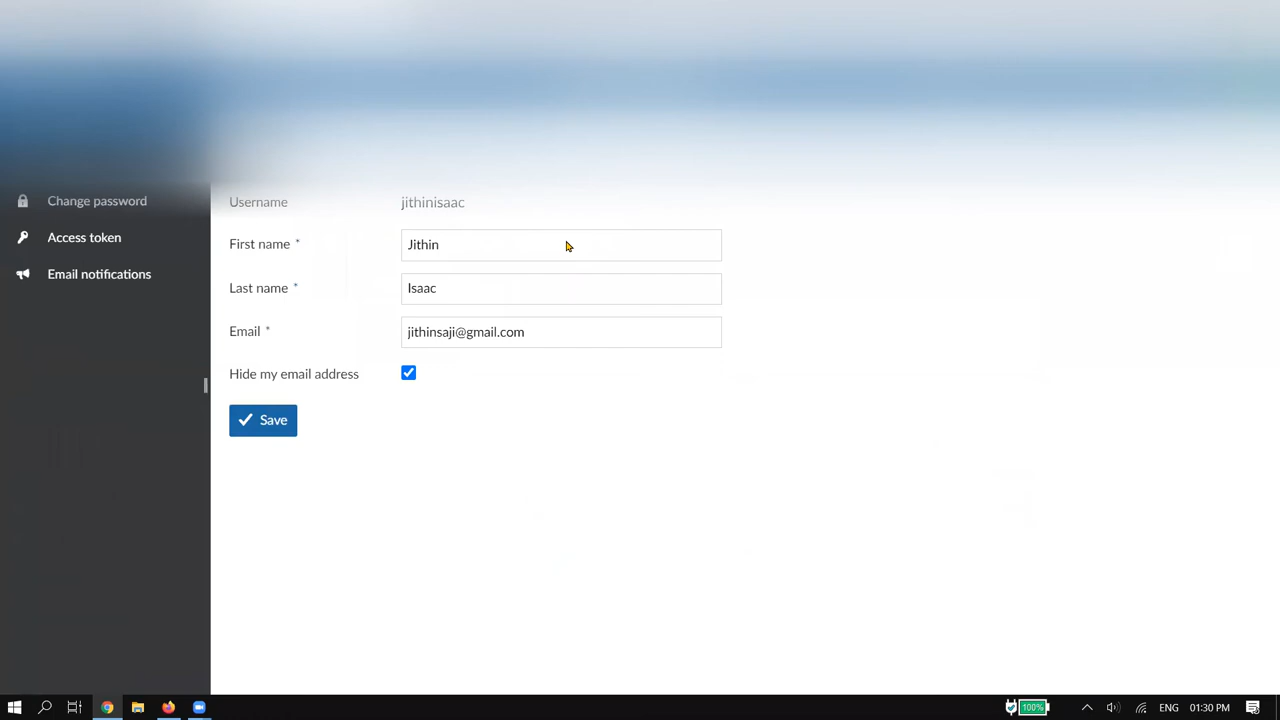 Change password
Access token
Email notifications
Username jithinisaac
First name * Jithin
Last name * Isaac
Email * jithinsaji@gmail.com
Hide my email address
Save
100% ENG 01:30 PM